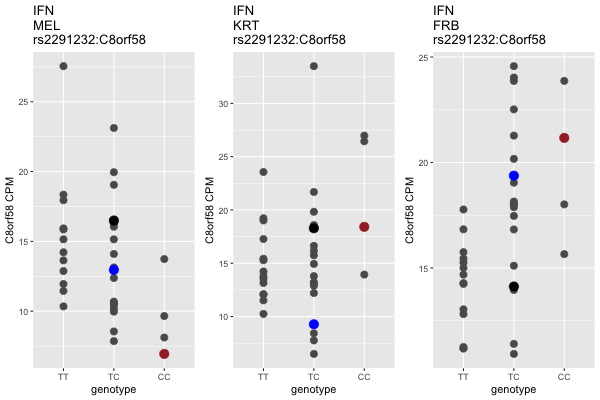 IFN
MEL
rs2291232:C8orf58
C8orf58 CPM
25
20
15
10
TT TC CC
genotype
IFN
KRT
rs2291232:C8orf58
C8orf58 CPM
30
25
20
15
10
TT TC CC
genotype
IFN
FRB
rs2291232:C8orf58
C8orf58 CPM
25
20
15
TT TC CC
genotype